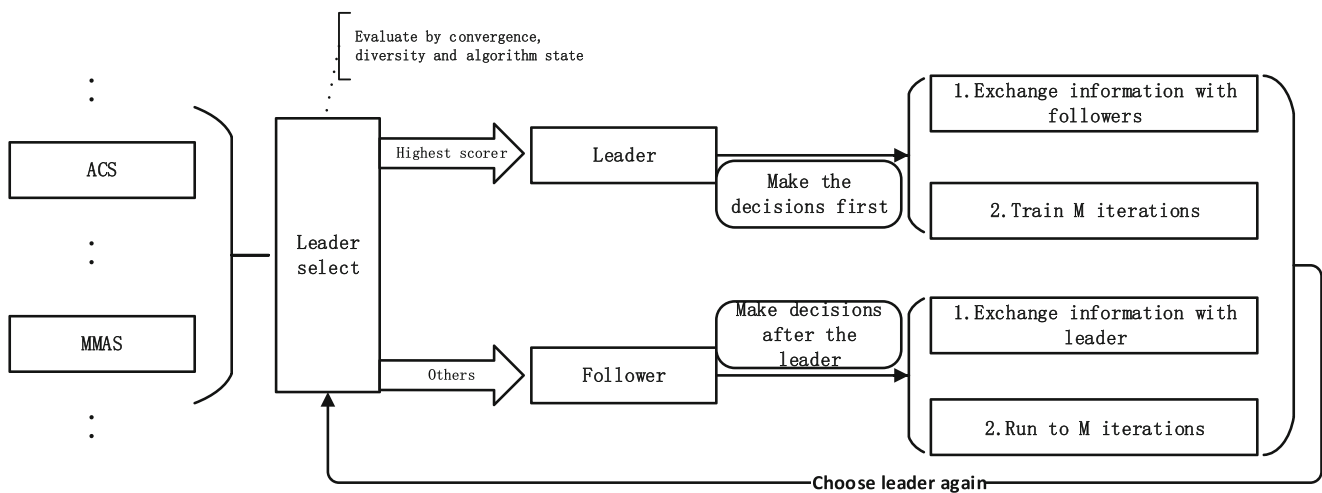 Evaluate by convergence,
diversity and algorithm state
ACS
MMAS
Leader
select
Highest scorer
Leader
Make the
decisions first
1.Exchange information with
followers
2.Train M iterations
Others
Follower
Make decisions
after the
leader
1.Exchange information with
leader
2.Run to M iterations
Choose leader again